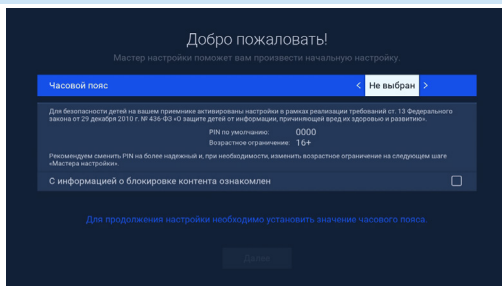 Добро пожаловать!
Мастер настройки поможет вам произвести начальную настройку.
Часовой пояс < Не выбран >
Для безопасности детей на вашем приемнике активированы настройки в рамках реализации требований ст. 13 Федерального
закона от 29 декабря 2010 г. № 436-ФЗ «О защите детей от информации, причиняющей вред их здоровью и развитию».
PIN по умолчанию: 0000
Возрастное ограничение: 16+
Рекомендуем сменить PIN на более надежный и, при необходимости, изменить возрастное ограничение на следующем шаге
«Мастера настройки».
С информацией о блокировке контента ознакомлен
Для продолжения настройки необходимо установить значение часового пояса.
Далее